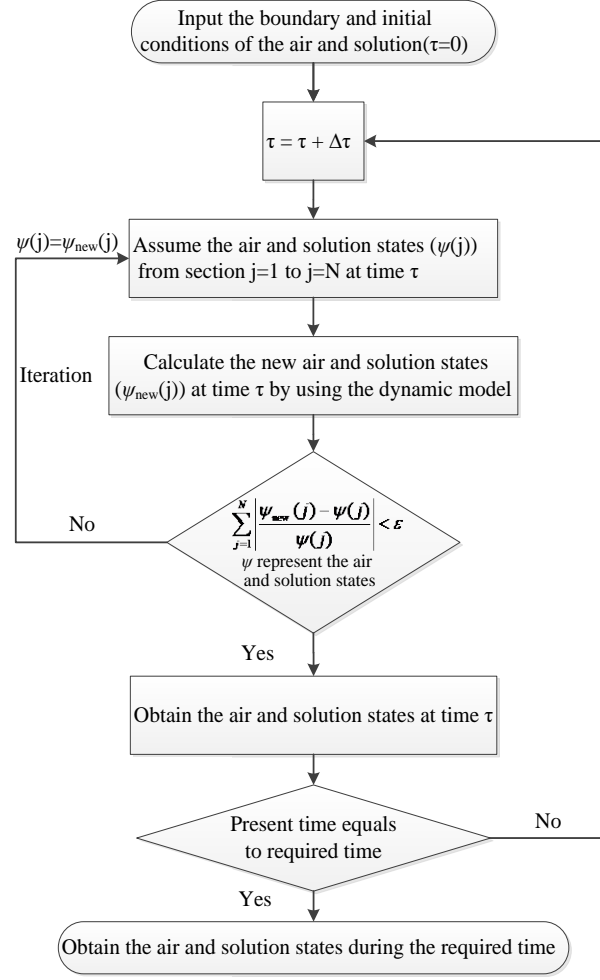 Input the boundary and initial
conditions of the air and solution(τ=0)
τ = τ + Δτ
ψ(j)=ψnew(j)
Assume the air and solution states (ψ(j))
from section j=1 to j=N at time τ
Iteration
Calculate the new air and solution states
(ψnew(j)) at time τ by using the dynamic model
No
∑_{j=1}^{N} |(ψnew(j) − ψ(j)) / ψ(j)| < ε
ψ represent the air
and solution states
Yes
Obtain the air and solution states at time τ
Present time equals
to required time
No
Yes
Obtain the air and solution states during the required time